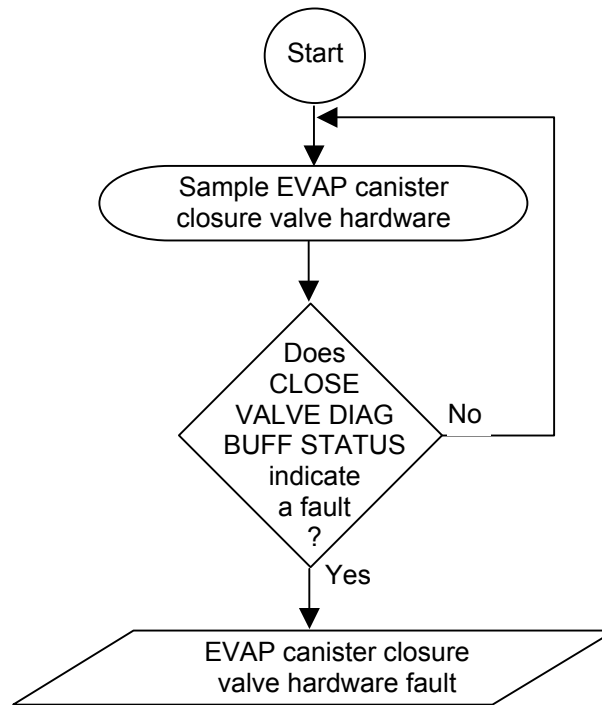 Start
Sample EVAP canister
closure valve hardware
Does
CLOSE
VALVE DIAG
BUFF STATUS
indicate
a fault
?
No
Yes
EVAP canister closure
valve hardware fault